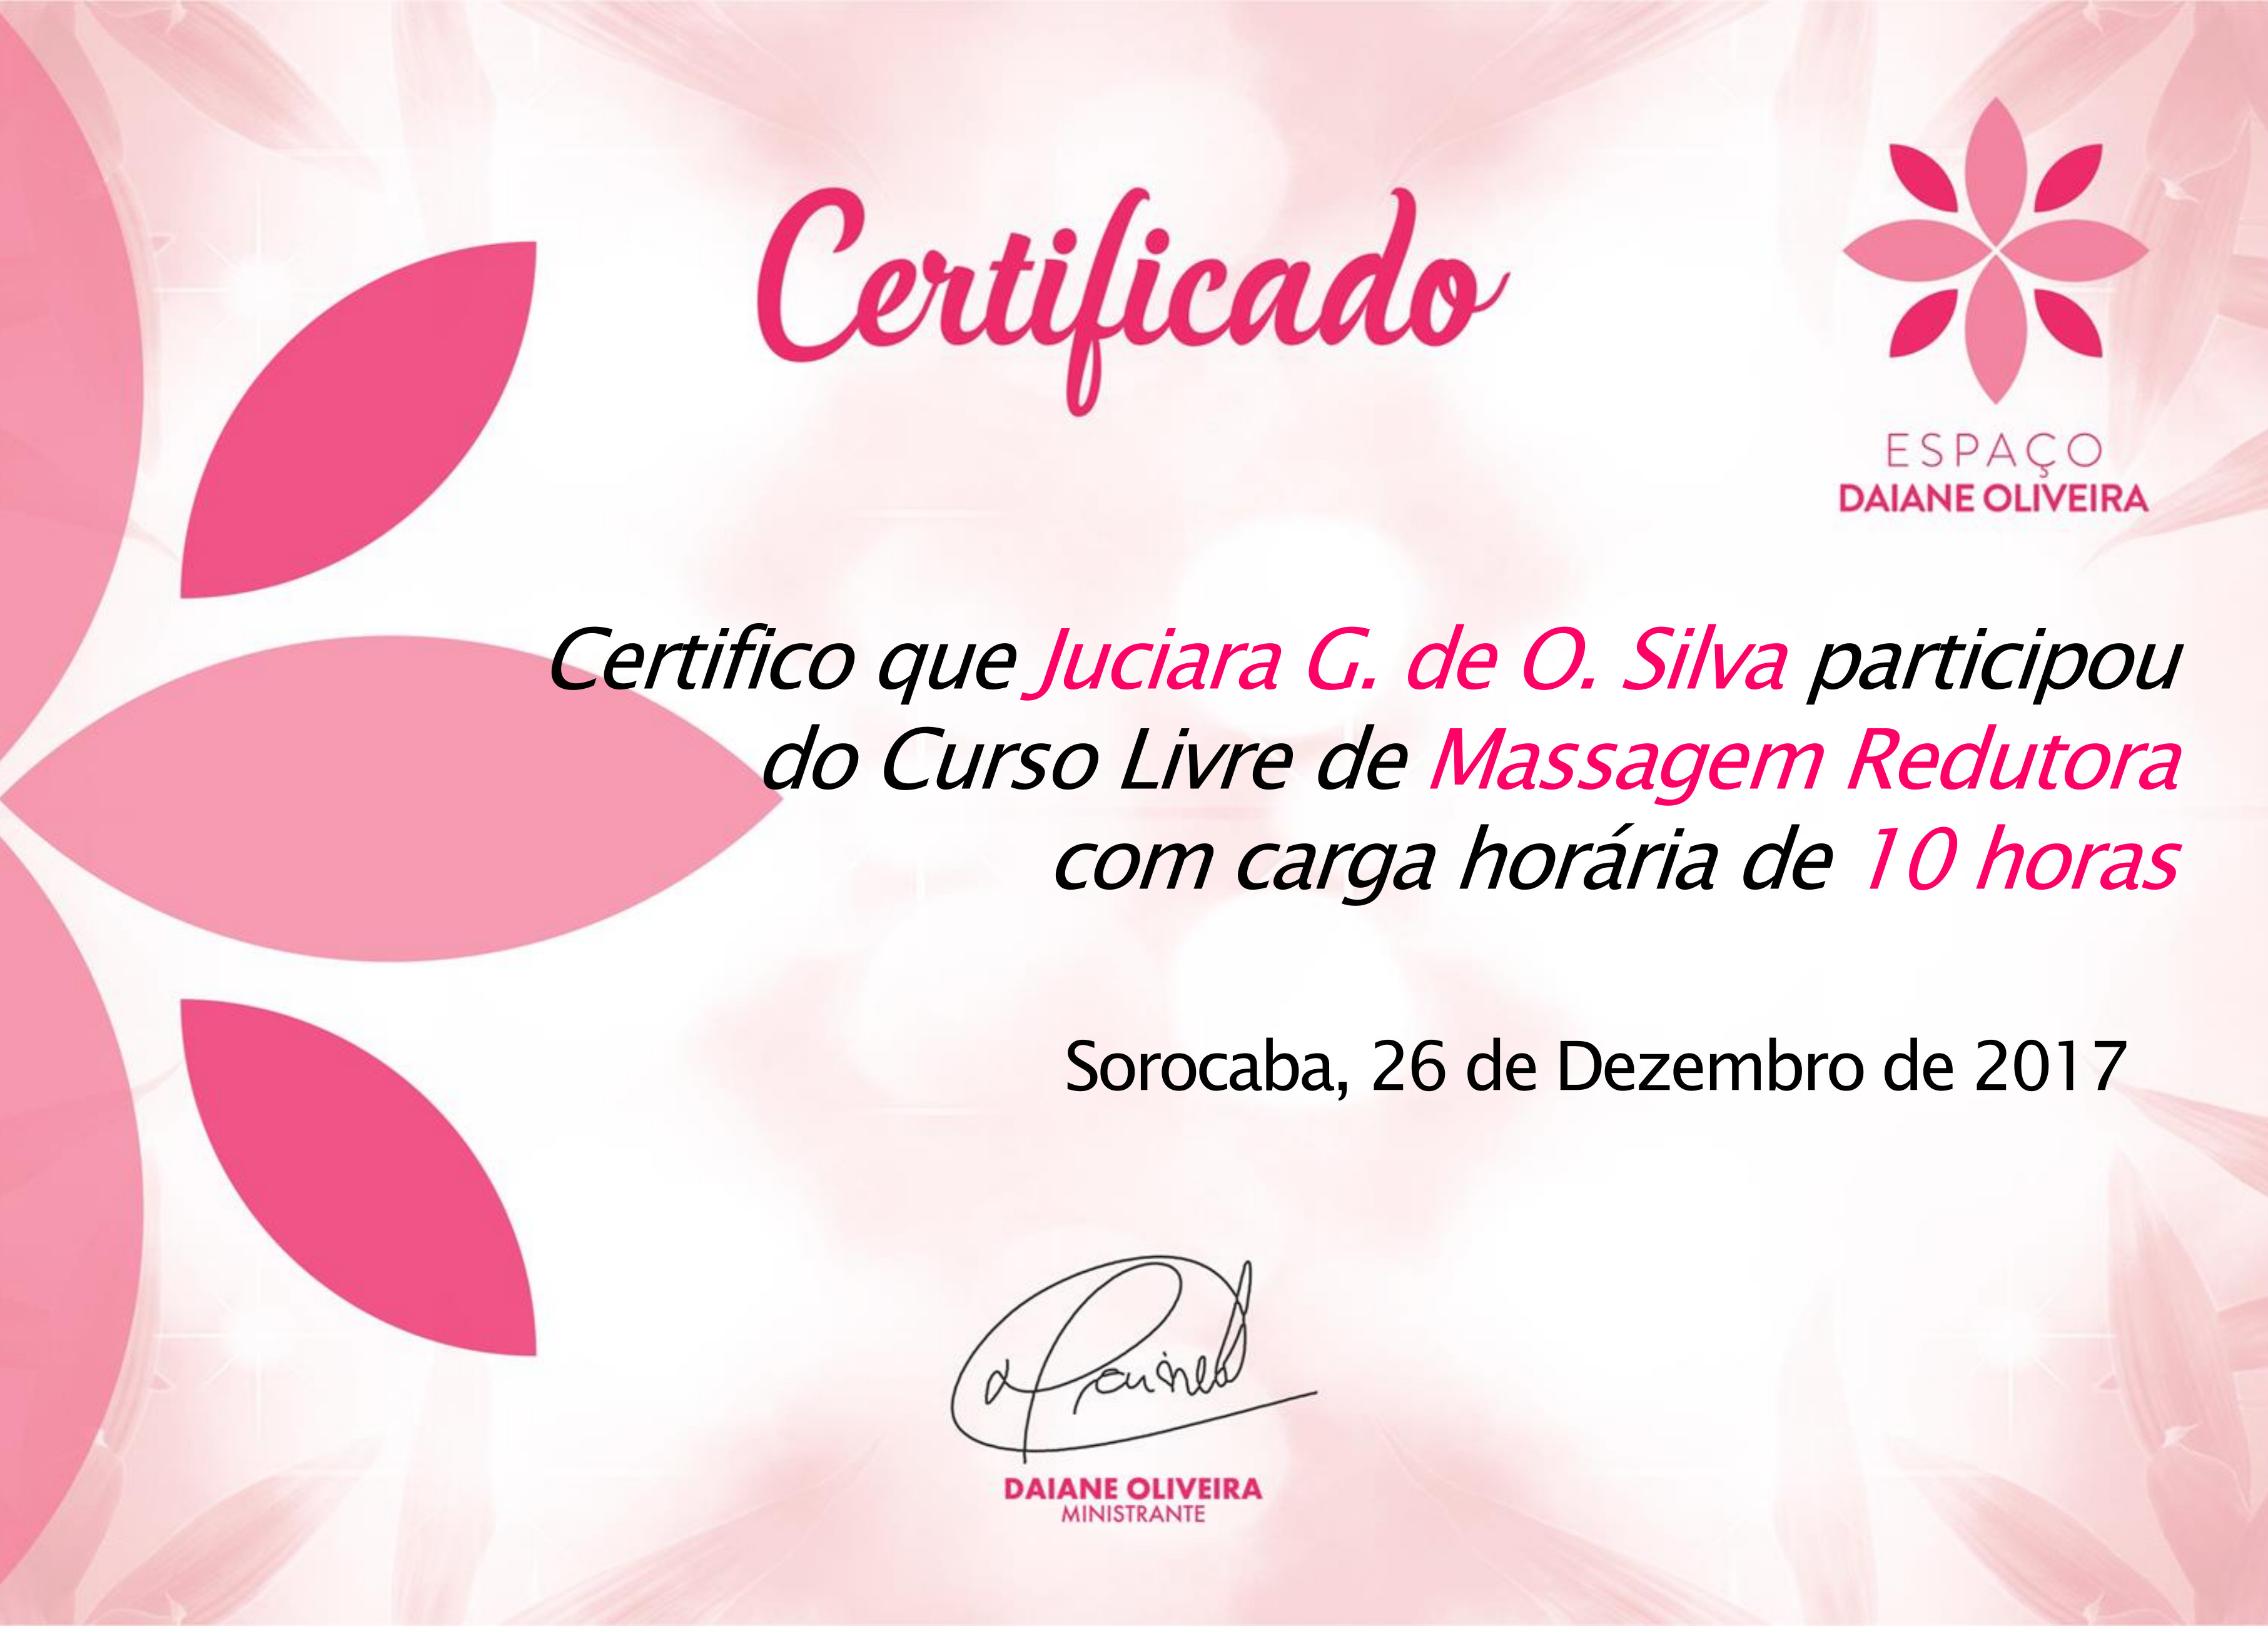 Certificado
ESPAÇO
DAIANE OLIVEIRA
Certifico que Juciara G. de O. Silva participou
do Curso Livre de Massagem Redutora
com carga horária de 10 horas
Sorocaba, 26 de Dezembro de 2017
DAIANE OLIVEIRA
MINISTRANTE